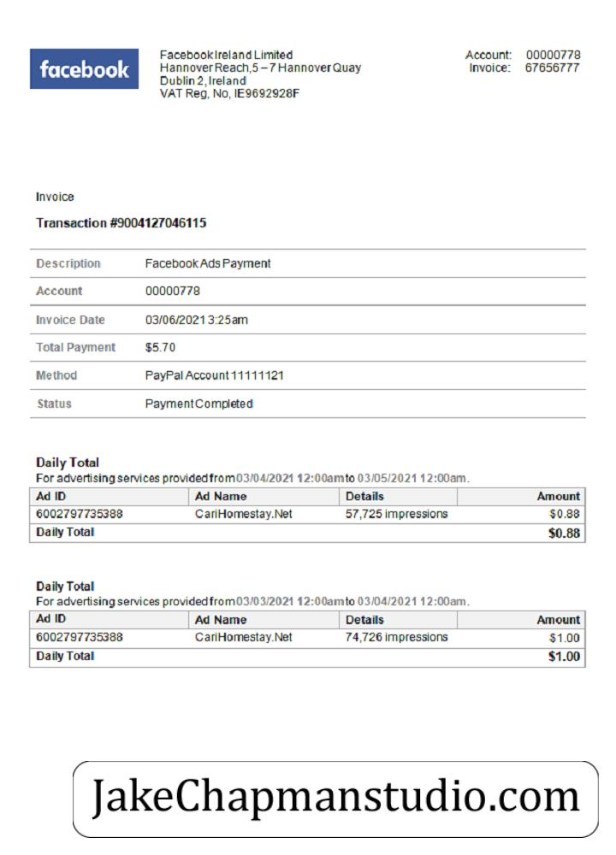 facebook
Facebook Ireland Limited
Hannover Reach, 5 – 7 Hannover Quay
Dublin 2, Ireland
VAT Reg, No, IE9692928F
Account: 00000778
Invoice: 67656777
Invoice
Transaction #9004127046115
Description Facebook Ads Payment
Account 00000778
Invoice Date 03/06/2021 3:25am
Total Payment $5.70
Method PayPal Account 11111121
Status Payment Completed
Daily Total
For advertising services provided from 03/04/2021 12:00am to 03/05/2021 12:00am.
Ad ID Ad Name Details Amount
6002797735388 CariHomestay.Net 57,725 impressions $0.88
Daily Total $0.88
Daily Total
For advertising services provided from 03/03/2021 12:00am to 03/04/2021 12:00am.
Ad ID Ad Name Details Amount
6002797735388 CariHomestay.Net 74,726 impressions $1.00
Daily Total $1.00
JakeChapmanstudio.com